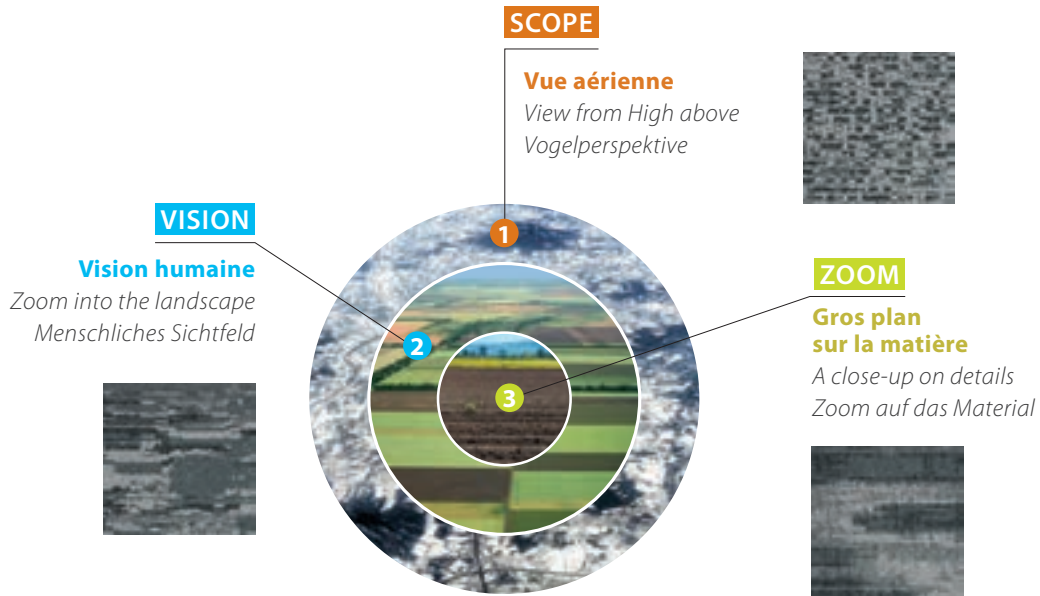 SCOPE
Vue aérienne
View from High above
Vogelperspektive
VISION
Vision humaine
Zoom into the landscape
Menschliches Sichtfeld
1
2
3
ZOOM
Gros plan
sur la matière
A close-up on details
Zoom auf das Material